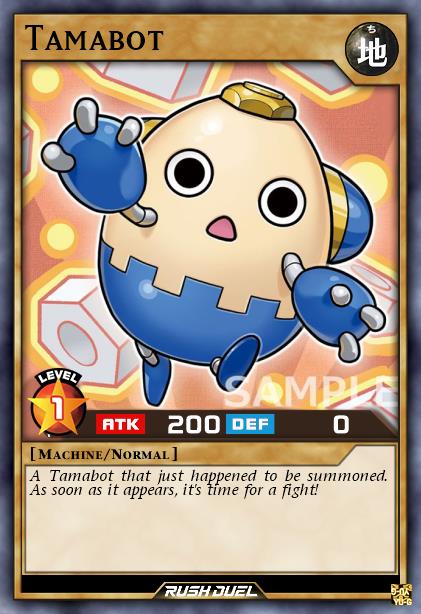 TAMABOT
ち
地
SAMPLE
LEVEL
1
ATK 200 DEF 0
[MACHINE/NORMAL]
A Tamabot that just happened to be summoned.
As soon as it appears, it's time for a fight!
RUSH DUEL